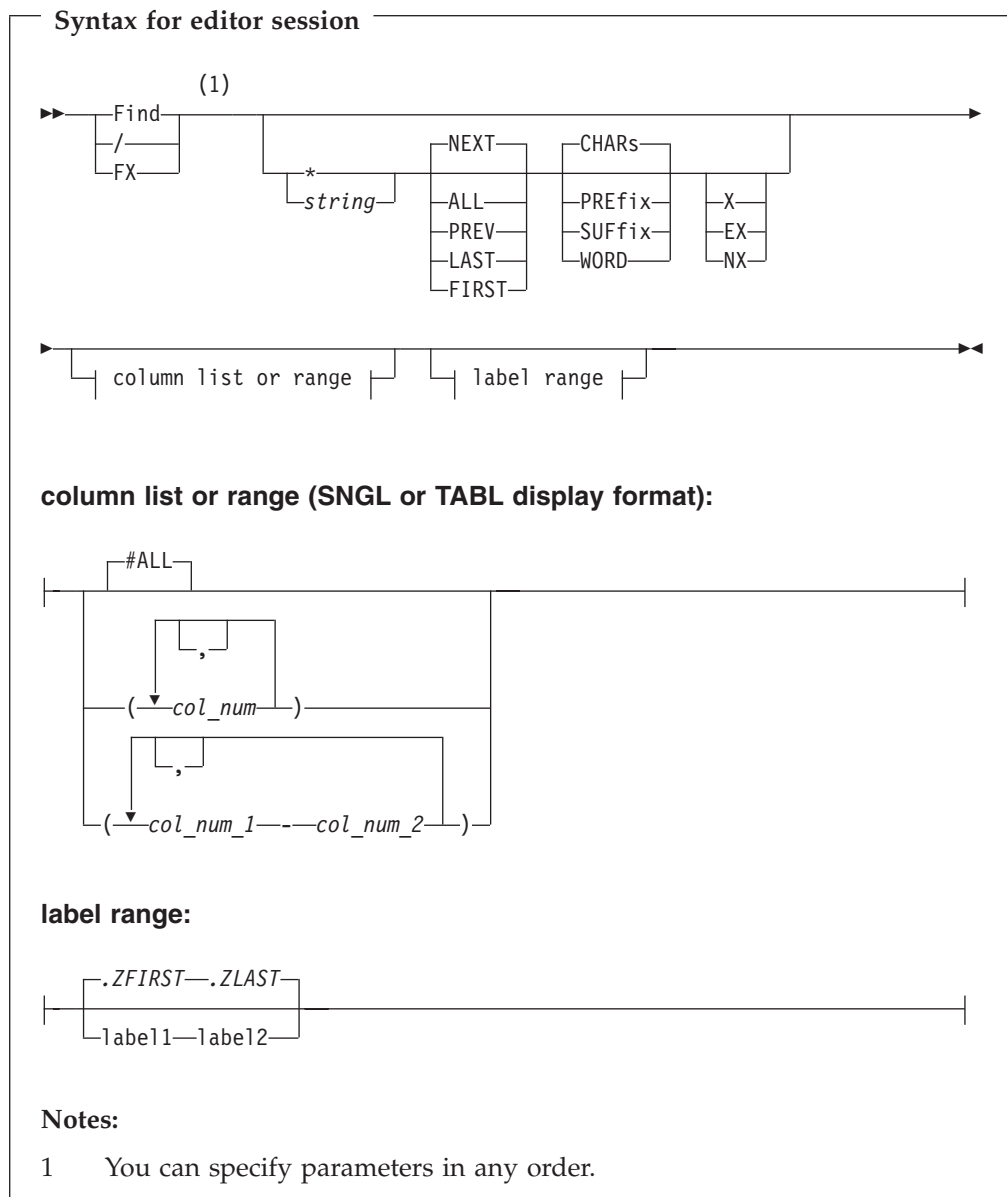 Syntax for editor session
(1)
Find
/
FX
*
string
NEXT
ALL
PREV
LAST
FIRST
CHARs
PREfix
SUFfix
WORD
X
EX
NX
column list or range
label range
column list or range (SNGL or TABL display format):
#ALL
,
( col_num )
,
( col_num_1 - col_num_2 )
label range:
.ZFIRST .ZLAST
label1 label2
Notes:
1 You can specify parameters in any order.